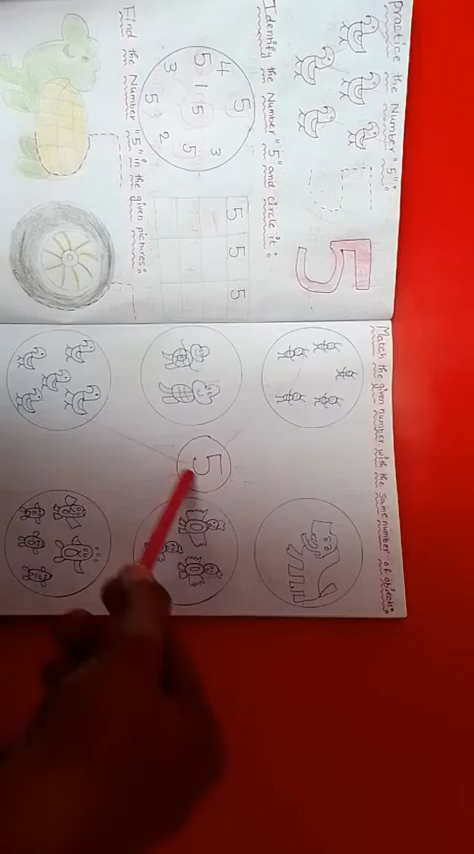 Practice the Number "5":
5
Identify the Number "5" and circle it:
4 5
5
3 1 5 3
5
5 2
5 5 5
Find the Number "5" in the given pictures:
Match the given number with the same number of objects:
5